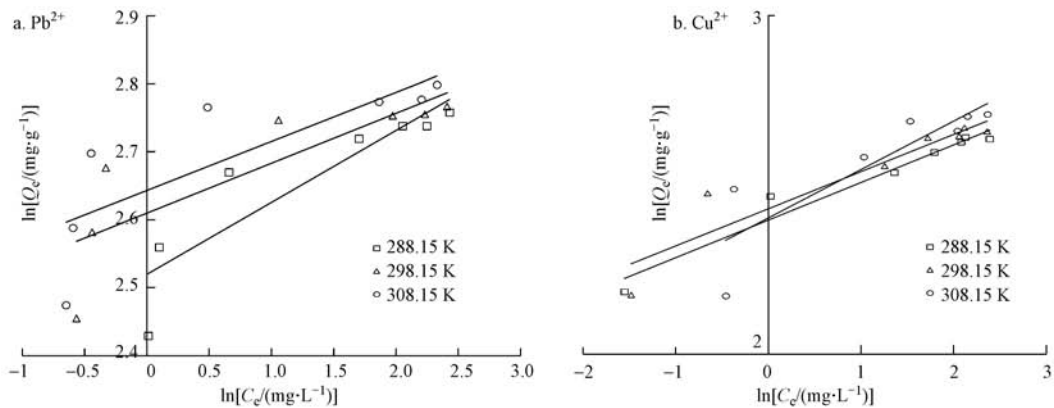 a. Pb²⁺
ln[Qₑ/(mg·g⁻¹)]
2.9
2.8
2.7
2.6
2.5
2.4
288.15 K
298.15 K
308.15 K
−1 −0.5 0 0.5 1.0 1.5 2.0 2.5 3.0
ln[Cₑ/(mg·L⁻¹)]
b. Cu²⁺
ln[Qₑ/(mg·g⁻¹)]
3
2
288.15 K
298.15 K
308.15 K
−2 −1 0 1 2 3
ln[Cₑ/(mg·L⁻¹)]